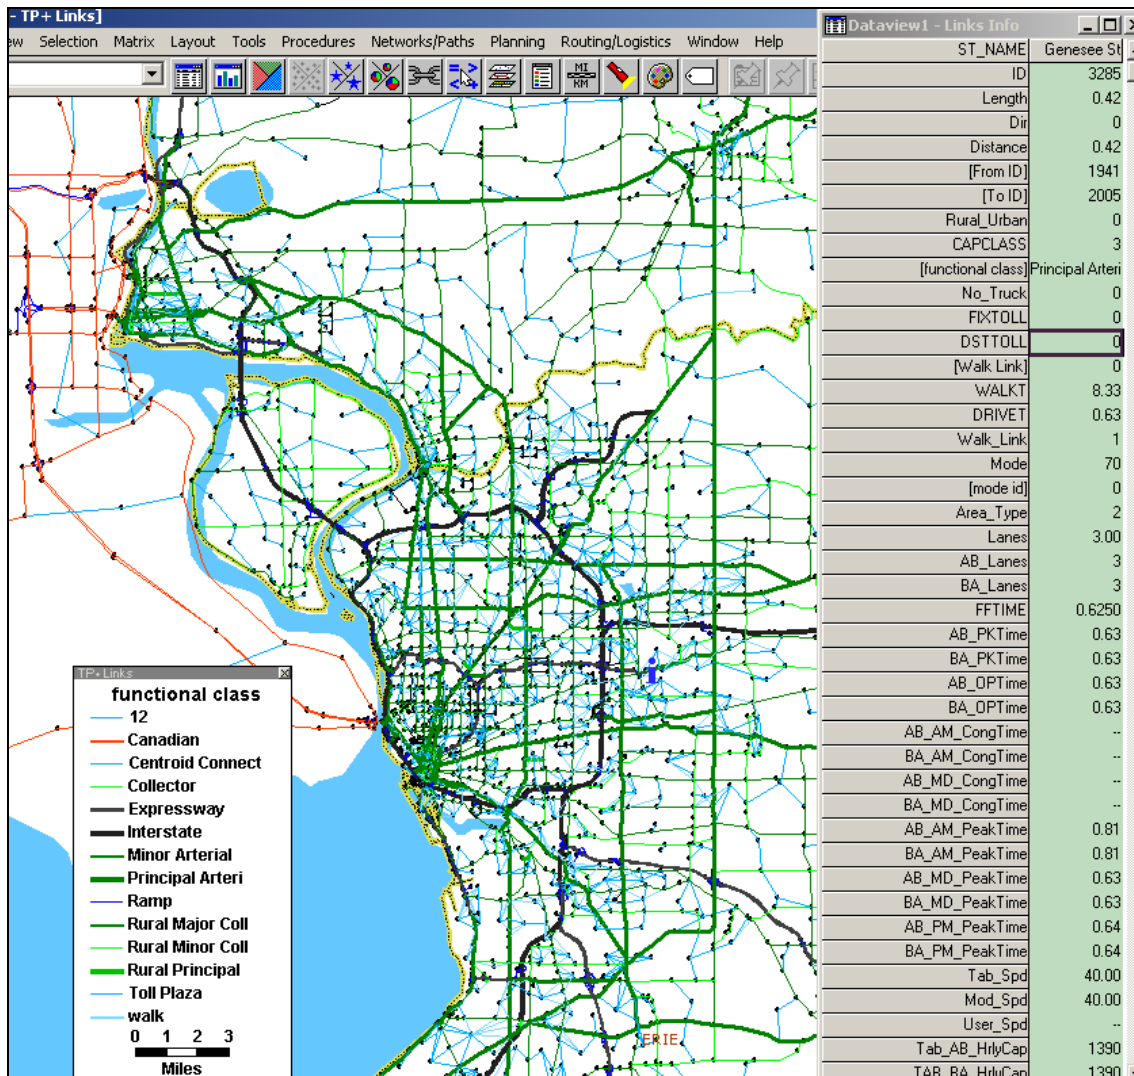 - TP+ Links]
ew Selection Matrix Layout Tools Procedures Networks/Paths Planning Routing/Logistics Window Help
MI
KM
ERIE
TP+ Links
functional class
12
Canadian
Centroid Connect
Collector
Expressway
Interstate
Minor Arterial
Principal Arteri
Ramp
Rural Major Coll
Rural Minor Coll
Rural Principal
Toll Plaza
walk
0 1 2 3
Miles
Dataview1 - Links Info
ST_NAME Genesee St
ID 3285
Length 0.42
Dir 0
Distance 0.42
[From ID] 1941
[To ID] 2005
Rural_Urban 0
CAPCLASS 3
[functional class] Principal Arteri
No_Truck 0
FIXTOLL 0
DSTTOLL 0
[Walk Link] 0
WALKT 8.33
DRIVET 0.63
Walk_Link 1
Mode 70
[mode id] 0
Area_Type 2
Lanes 3.00
AB_Lanes 3
BA_Lanes 3
FFTIME 0.6250
AB_PKTime 0.63
BA_PKTime 0.63
AB_OPTime 0.63
BA_OPTime 0.63
AB_AM_CongTime --
BA_AM_CongTime --
AB_MD_CongTime --
BA_MD_CongTime --
AB_AM_PeakTime 0.81
BA_AM_PeakTime 0.81
AB_MD_PeakTime 0.63
BA_MD_PeakTime 0.63
AB_PM_PeakTime 0.64
BA_PM_PeakTime 0.64
Tab_Spd 40.00
Mod_Spd 40.00
User_Spd --
Tab_AB_HrlyCap 1390
TAB_BA_HrlyCap 1390